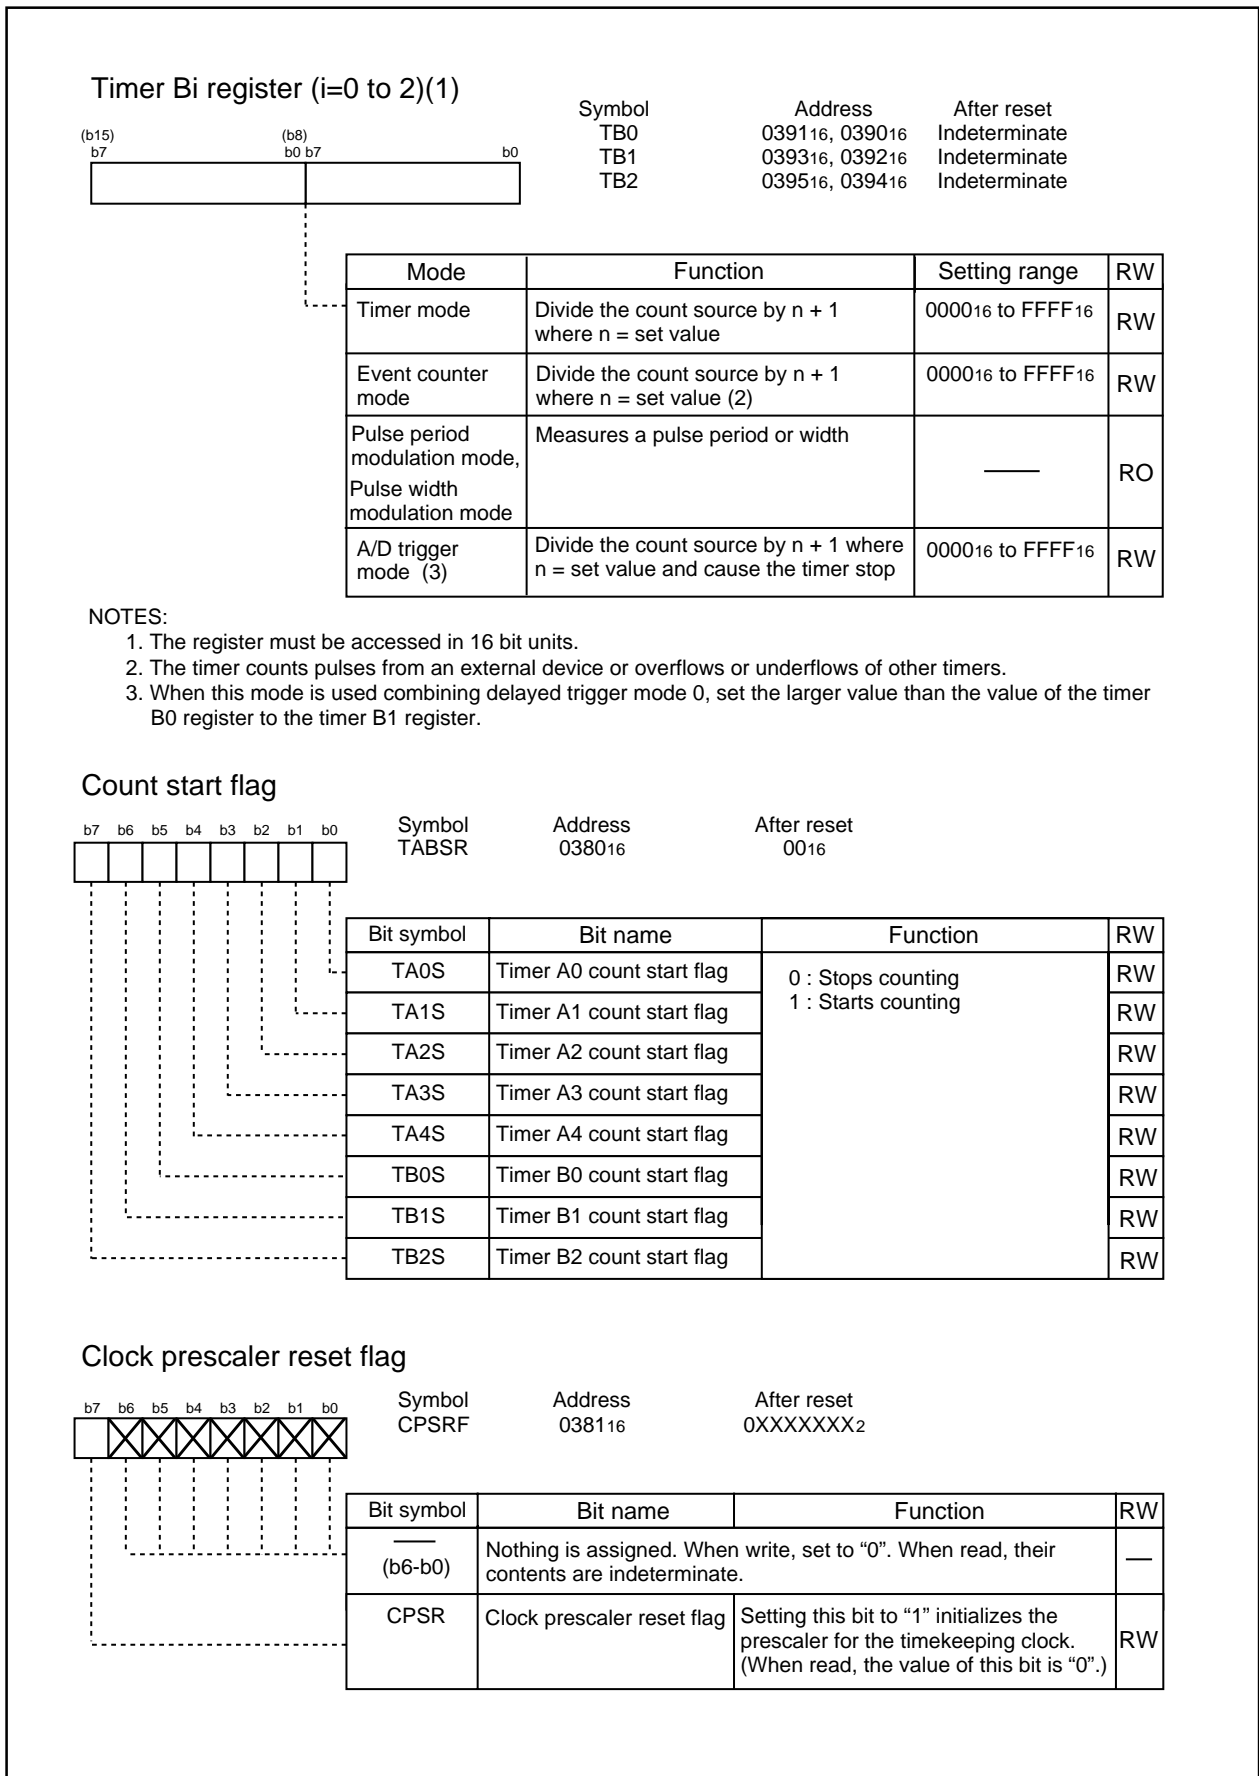 Timer Bi register (i=0 to 2)(1)
Symbol Address After reset
TB0 039116, 039016 Indeterminate
TB1 039316, 039216 Indeterminate
TB2 039516, 039416 Indeterminate
(b15) (b8)
b7 b0 b7 b0
Mode Function Setting range RW
Timer mode Divide the count source by n + 1 000016 to FFFF16 RW
where n = set value
Event counter Divide the count source by n + 1 000016 to FFFF16 RW
mode where n = set value (2)
Pulse period Measures a pulse period or width RO
modulation mode,
Pulse width
modulation mode
A/D trigger Divide the count source by n + 1 where 000016 to FFFF16 RW
mode (3) n = set value and cause the timer stop
NOTES:
1. The register must be accessed in 16 bit units.
2. The timer counts pulses from an external device or overflows or underflows of other timers.
3. When this mode is used combining delayed trigger mode 0, set the larger value than the value of the timer
B0 register to the timer B1 register.
Count start flag
Symbol Address After reset
TABSR 038016 0016
b7 b6 b5 b4 b3 b2 b1 b0
Bit symbol Bit name Function RW
TA0S Timer A0 count start flag 0 : Stops counting RW
1 : Starts counting
TA1S Timer A1 count start flag RW
TA2S Timer A2 count start flag RW
TA3S Timer A3 count start flag RW
TA4S Timer A4 count start flag RW
TB0S Timer B0 count start flag RW
TB1S Timer B1 count start flag RW
TB2S Timer B2 count start flag RW
Clock prescaler reset flag
Symbol Address After reset
CPSRF 038116 0XXXXXXX2
b7 b6 b5 b4 b3 b2 b1 b0
Bit symbol Bit name Function RW
(b6-b0) Nothing is assigned. When write, set to “0”. When read, their —
contents are indeterminate.
CPSR Clock prescaler reset flag Setting this bit to “1” initializes the RW
prescaler for the timekeeping clock.
(When read, the value of this bit is “0”.)